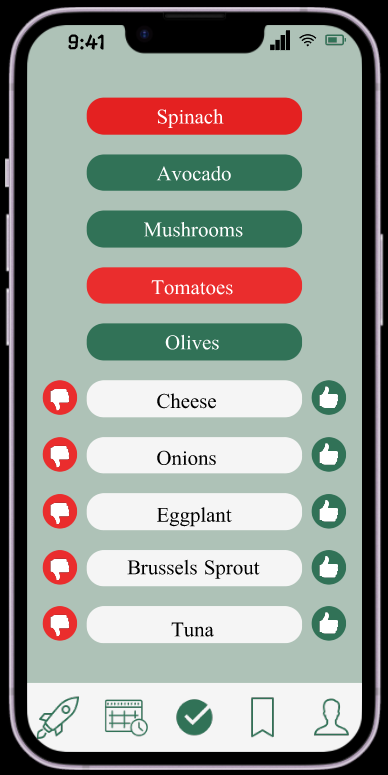 9:41
Spinach
Avocado
Mushrooms
Tomatoes
Olives
Cheese
Onions
Eggplant
Brussels Sprout
Tuna